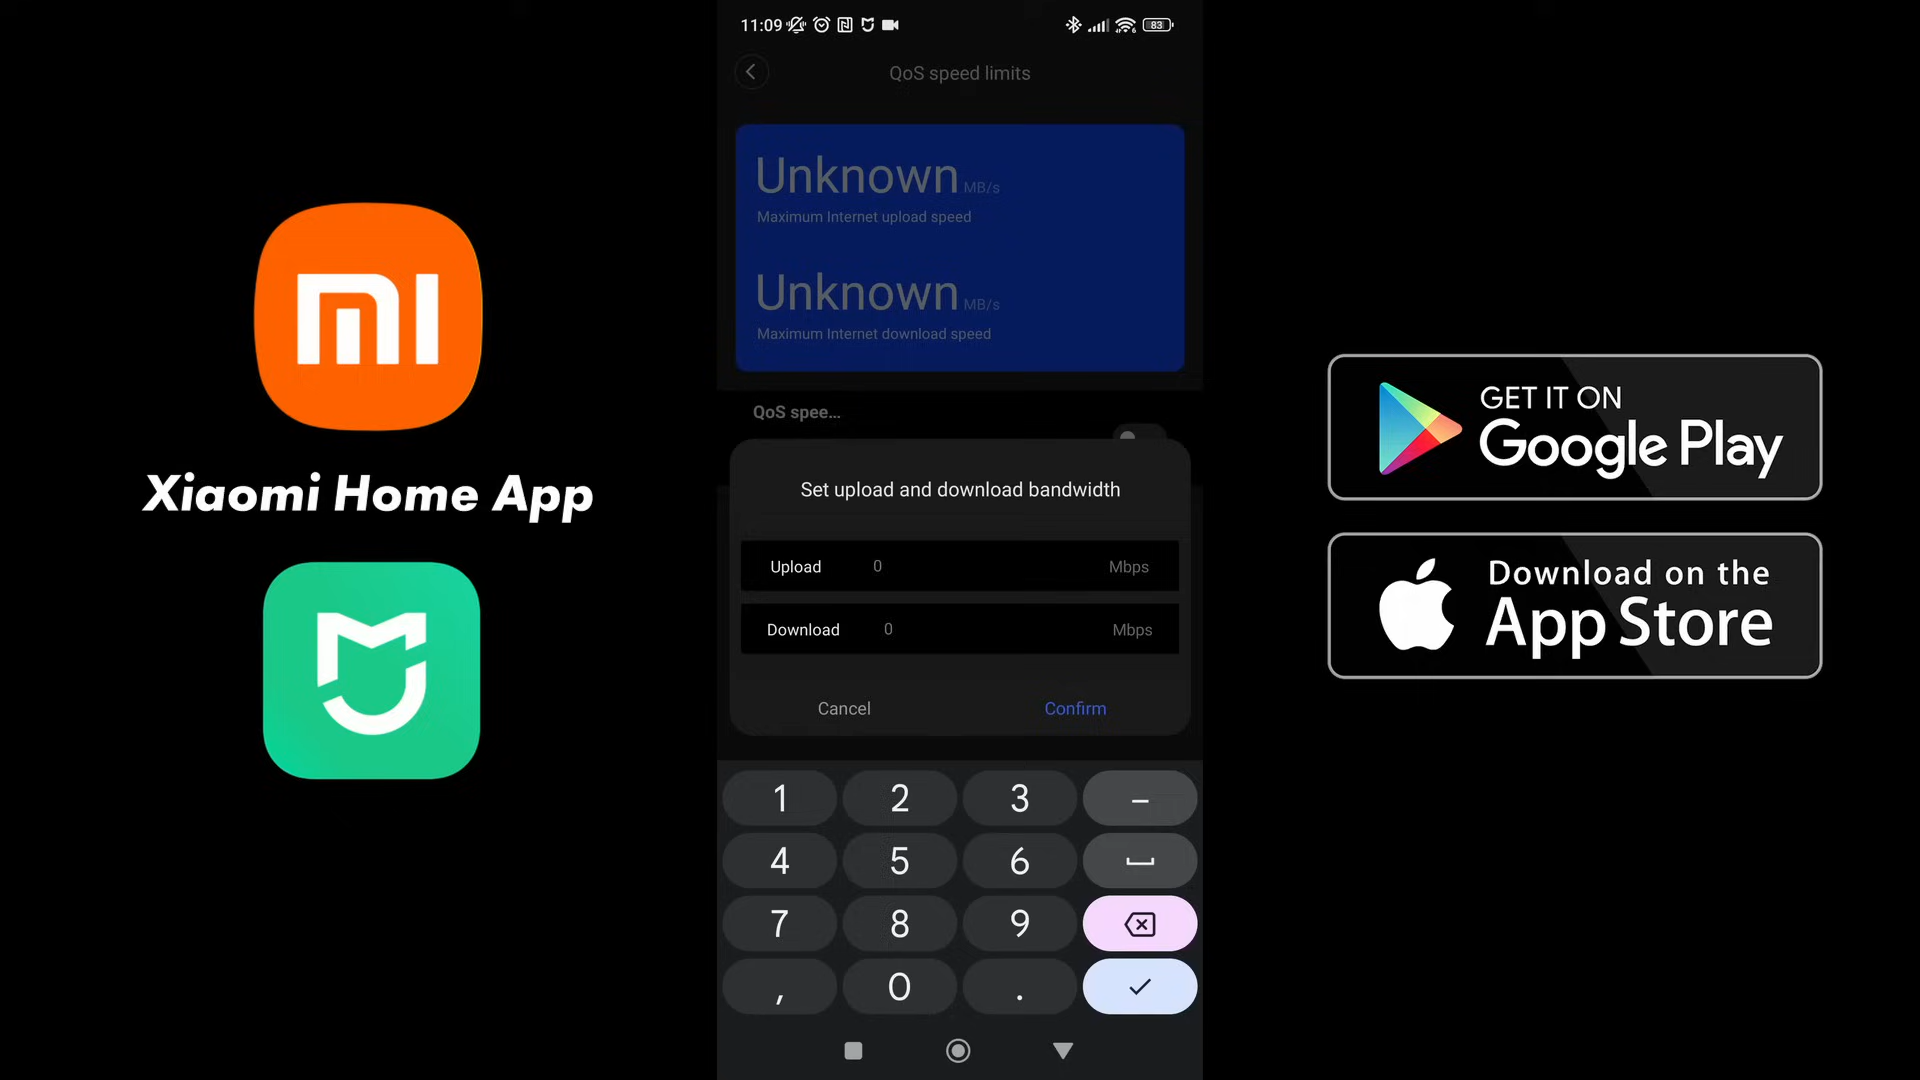 11:09
83
QoS speed limits
Unknown MB/s
Maximum Internet upload speed
Unknown MB/s
Maximum Internet download speed
QoS spee...
Set upload and download bandwidth
Upload 0 Mbps
Download 0 Mbps
Cancel Confirm
1 2 3 –
4 5 6
7 8 9
, 0 .
mi
Xiaomi Home App
GET IT ON
Google Play
Download on the
App Store